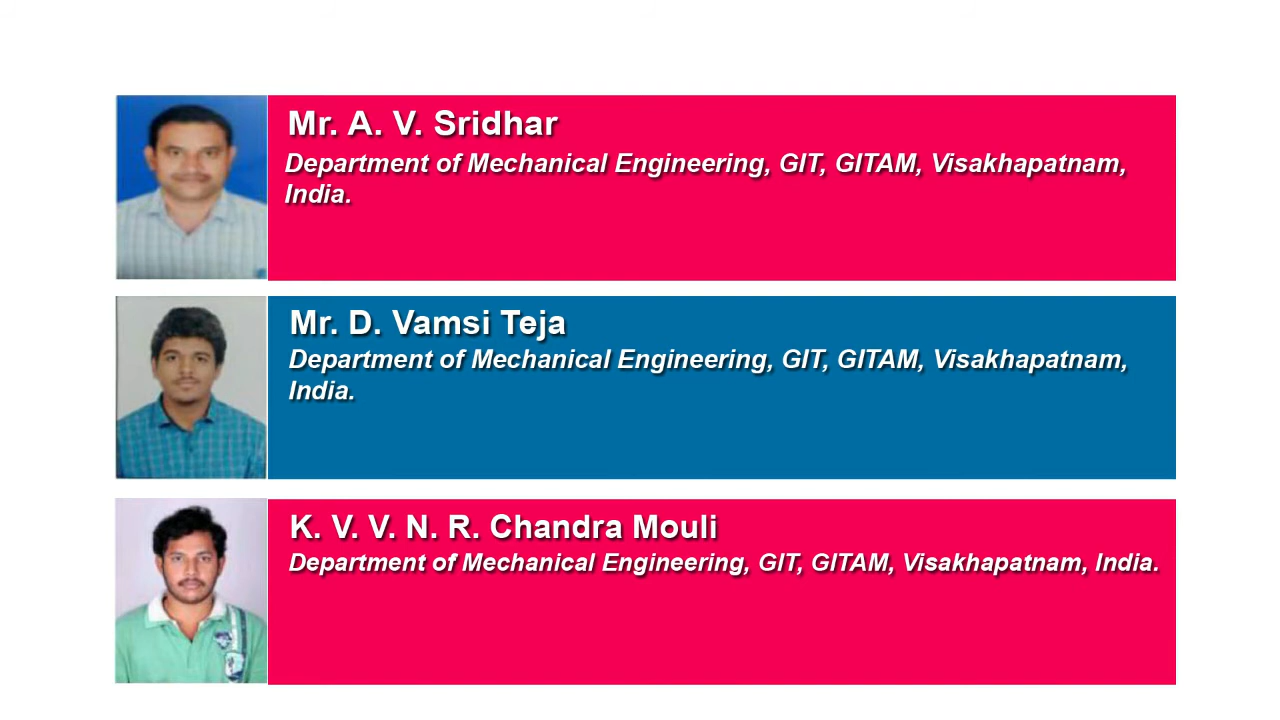 Mr. A. V. Sridhar
Department of Mechanical Engineering, GIT, GITAM, Visakhapatnam,
India.
Mr. D. Vamsi Teja
Department of Mechanical Engineering, GIT, GITAM, Visakhapatnam,
India.
K. V. V. N. R. Chandra Mouli
Department of Mechanical Engineering, GIT, GITAM, Visakhapatnam, India.